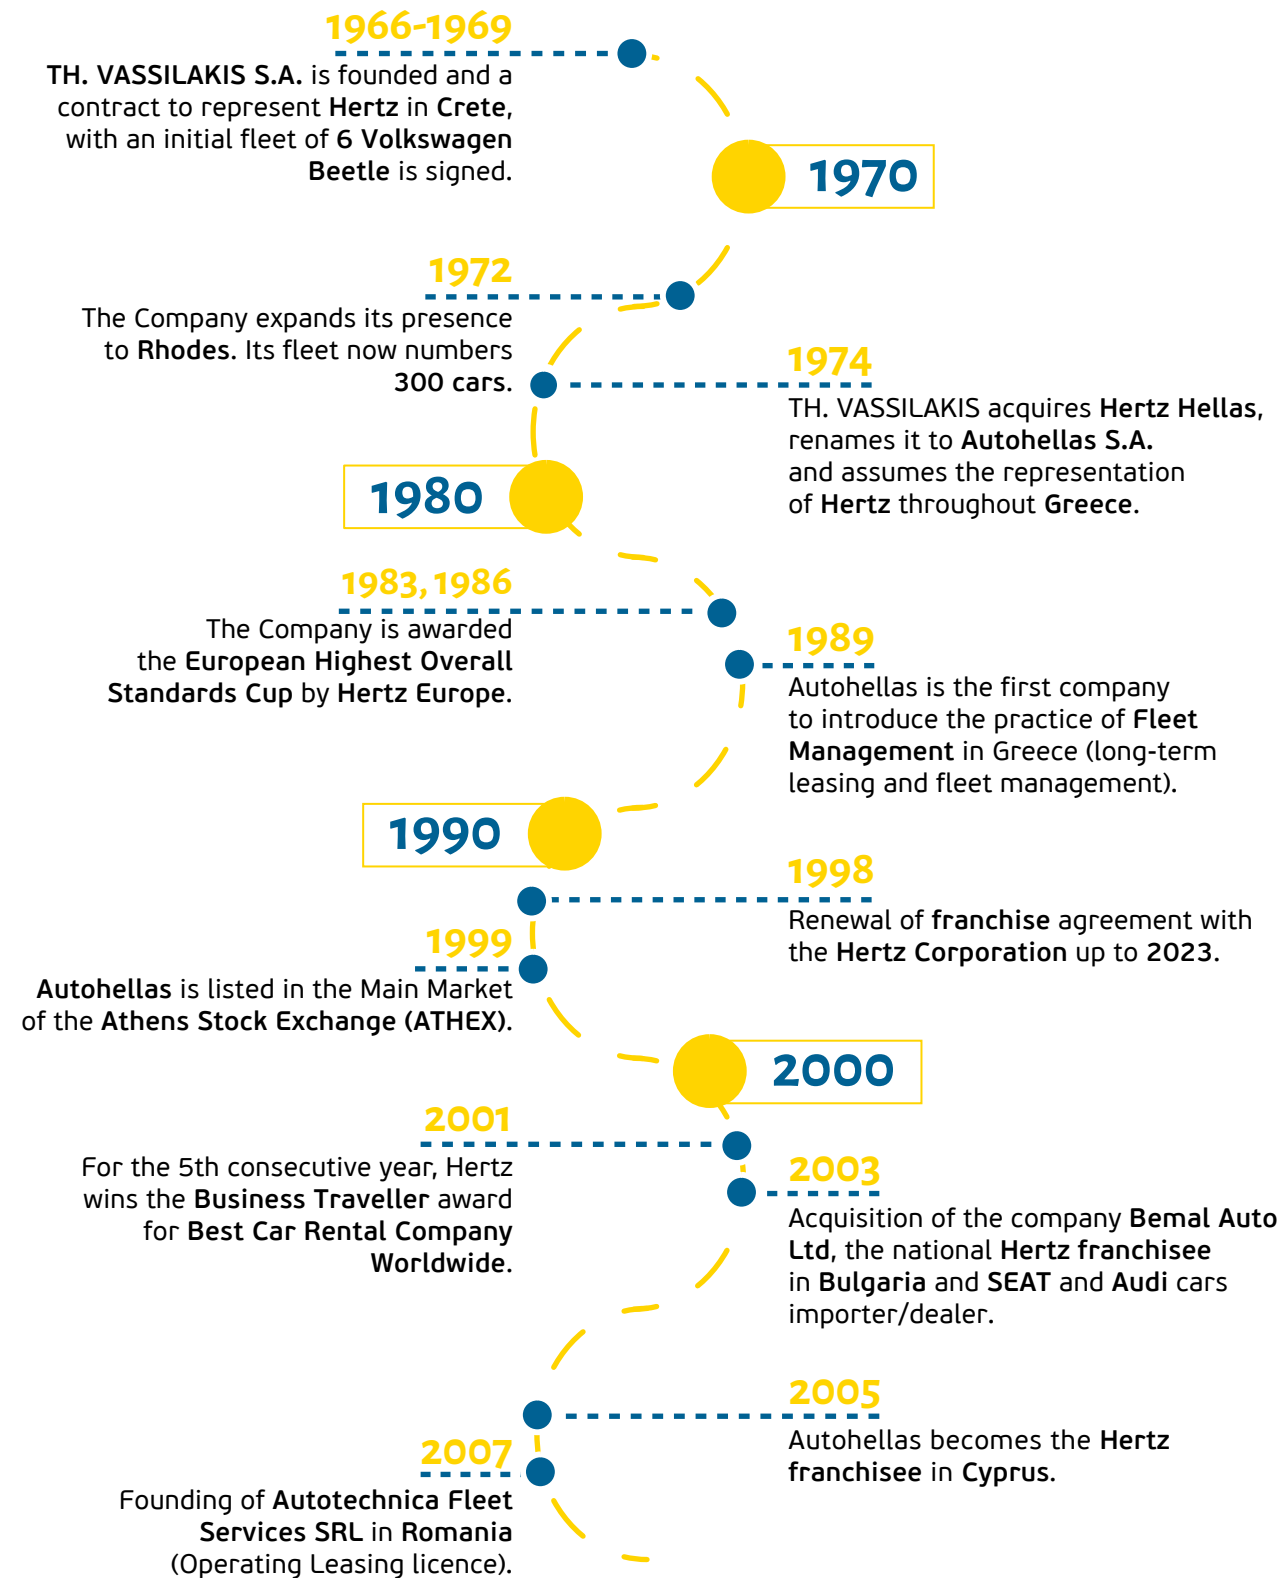 1966-1969
TH. VASSILAKIS S.A. is founded and a
contract to represent Hertz in Crete,
with an initial fleet of 6 Volkswagen
Beetle is signed.
1970
1972
The Company expands its presence
to Rhodes. Its fleet now numbers
300 cars.
1974
TH. VASSILAKIS acquires Hertz Hellas,
renames it to Autohellas S.A.
and assumes the representation
of Hertz throughout Greece.
1980
1983, 1986
The Company is awarded
the European Highest Overall
Standards Cup by Hertz Europe.
1989
Autohellas is the first company
to introduce the practice of Fleet
Management in Greece (long-term
leasing and fleet management).
1990
1998
Renewal of franchise agreement with
the Hertz Corporation up to 2023.
1999
Autohellas is listed in the Main Market
of the Athens Stock Exchange (ATHEX).
2000
2001
For the 5th consecutive year, Hertz
wins the Business Traveller award
for Best Car Rental Company
Worldwide.
2003
Acquisition of the company Bemal Auto
Ltd, the national Hertz franchisee
in Bulgaria and SEAT and Audi cars
importer/dealer.
2005
Autohellas becomes the Hertz
franchisee in Cyprus.
2007
Founding of Autotechnica Fleet
Services SRL in Romania
(Operating Leasing licence).